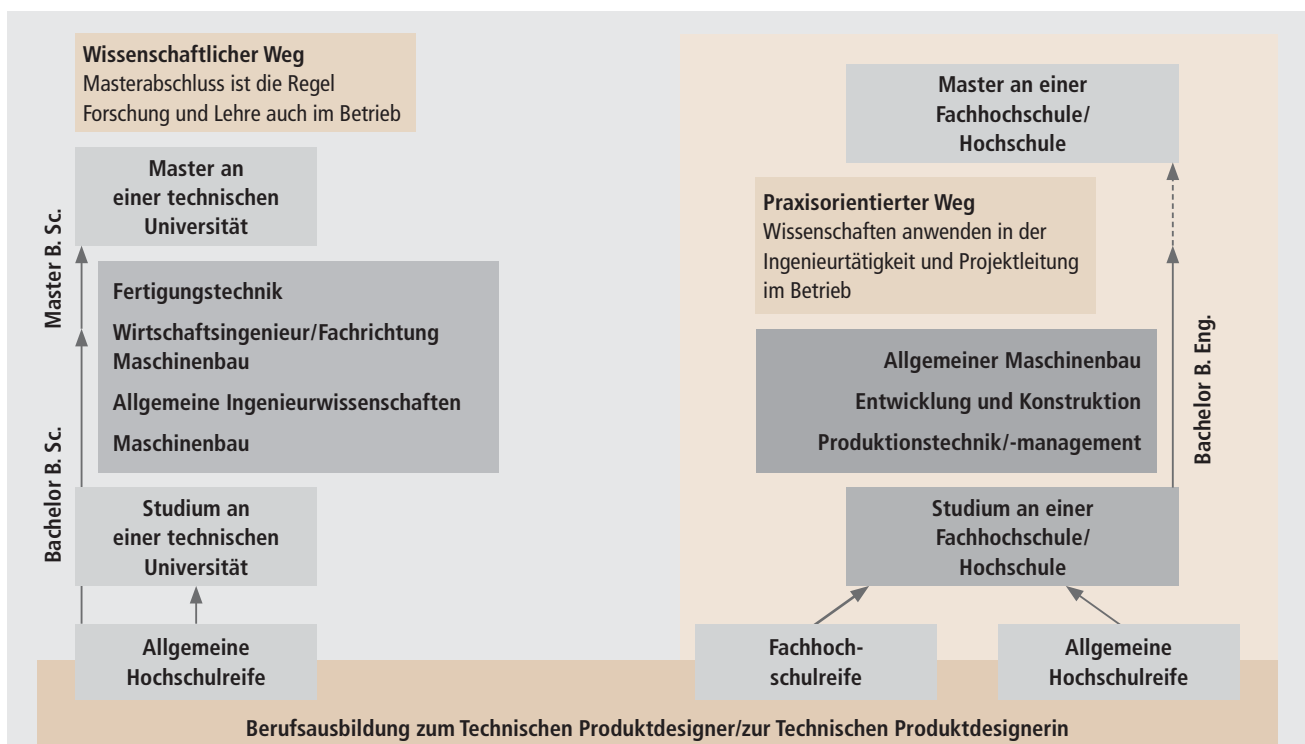 Wissenschaftlicher Weg
Masterabschluss ist die Regel
Forschung und Lehre auch im Betrieb
Master an
einer technischen
Universität
Master B. Sc.
Fertigungstechnik
Wirtschaftsingenieur/Fachrichtung
Maschinenbau
Allgemeine Ingenieurwissenschaften
Maschinenbau
Bachelor B. Sc.
Studium an
einer technischen
Universität
Allgemeine
Hochschulreife
Master an einer
Fachhochschule/
Hochschule
Praxisorientierter Weg
Wissenschaften anwenden in der
Ingenieurtätigkeit und Projektleitung
im Betrieb
Allgemeiner Maschinenbau
Entwicklung und Konstruktion
Produktionstechnik/-management
Bachelor B. Eng.
Studium an einer
Fachhochschule/
Hochschule
Fachhoch-
schulreife
Allgemeine
Hochschulreife
Berufsausbildung zum Technischen Produktdesigner/zur Technischen Produktdesignerin